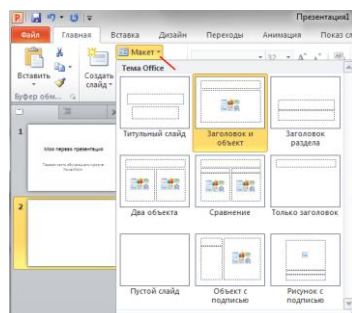 Презентация1
Файл Главная Вставка Дизайн Переходы Анимация Показ сл
Вставить
Создать слайд
Буфер обм...
Макет
32
Тема Office
Титульный слайд
Заголовок и объект
Заголовок раздела
Два объекта
Сравнение
Только заголовок
Пустой слайд
Объект с подписью
Рисунок с подписью
1
Моя первая презентация
2